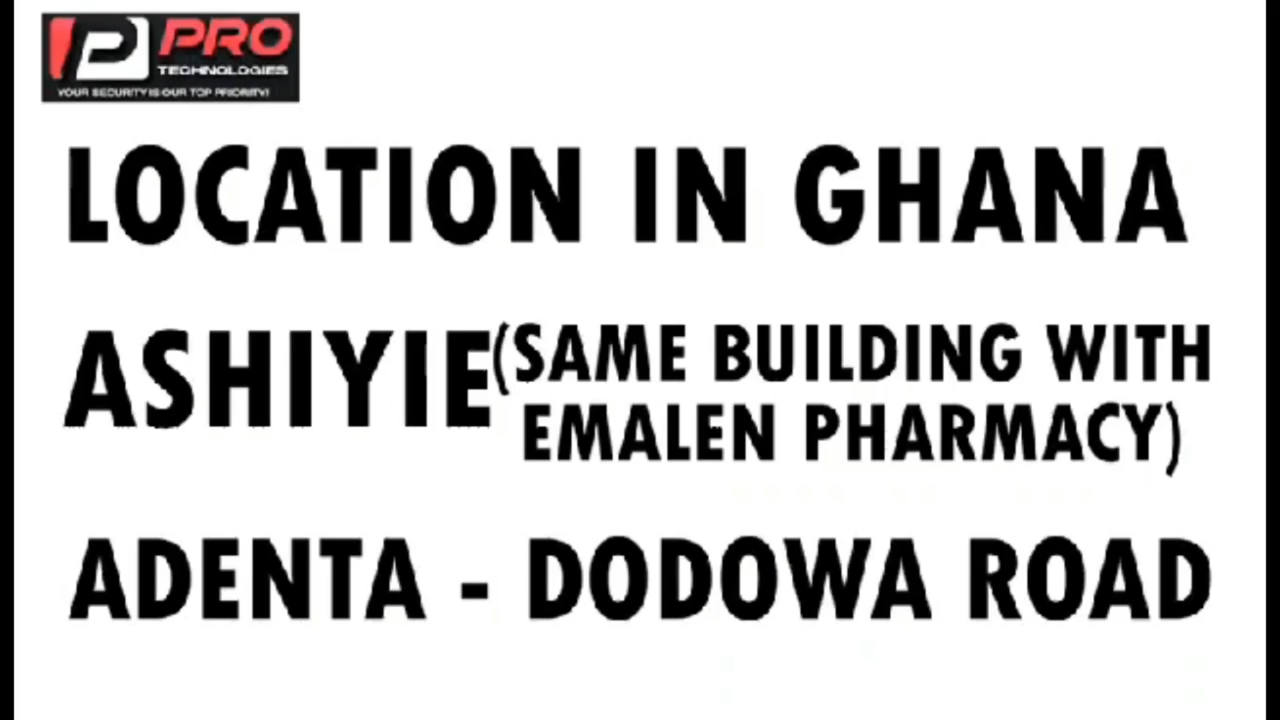 PRO
TECHNOLOGIES
YOUR SECURITY IS OUR TOP PRIORITY!
LOCATION IN GHANA
ASHIYIE (SAME BUILDING WITH
EMALEN PHARMACY)
ADENTA - DODOWA ROAD